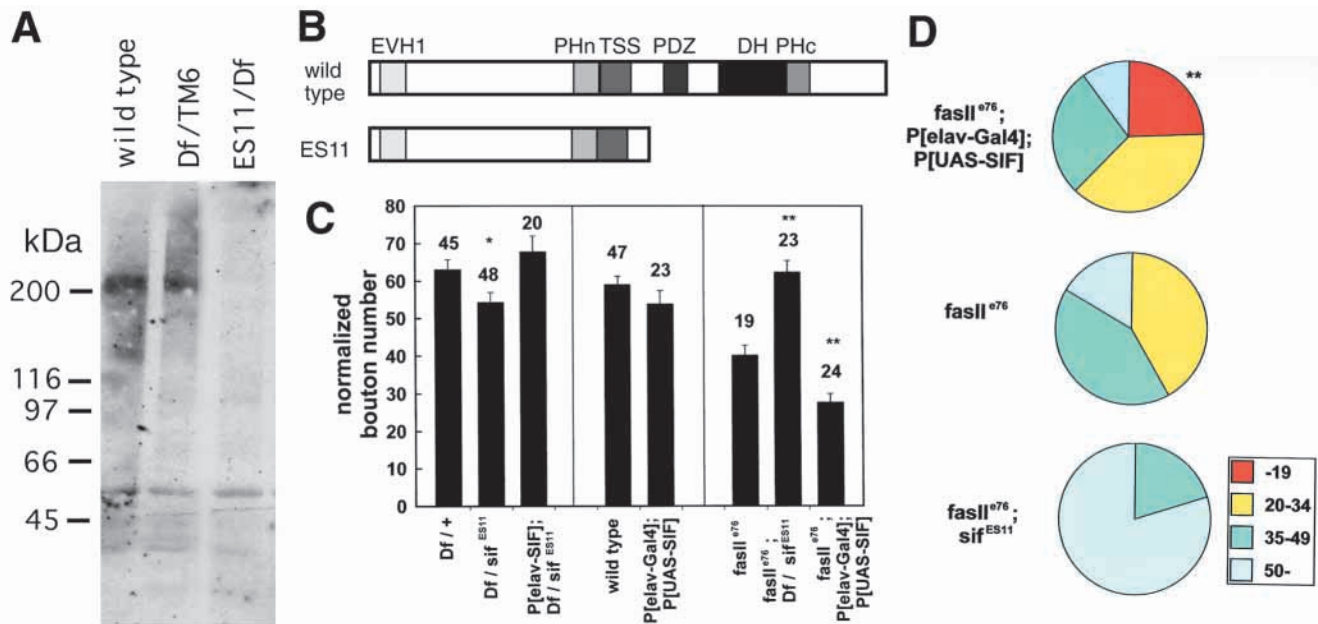 A
wild type
Df/TM6
ES11/Df
kDa
200
116
97
66
45
B
EVH1 PHn TSS PDZ DH PHc
wild
type
ES11
C
normalized
bouton number
80
70
60
50
40
30
20
10
0
45
*
48
20
47
23
19
**
23
**
24
Df / +
Df / sif ES11
P[elav-SIF];
Df / sif ES11
wild type
P[elav-Gal4];
P[UAS-SIF]
fasII e76
fasII e76 ;
Df / sif ES11
fasII e76 ;
P[elav-Gal4];
P[UAS-SIF]
D
**
fasII e76 ;
P[elav-Gal4];
P[UAS-SIF]
fasII e76
fasII e76 ;
sif ES11
-19
20-34
35-49
50-